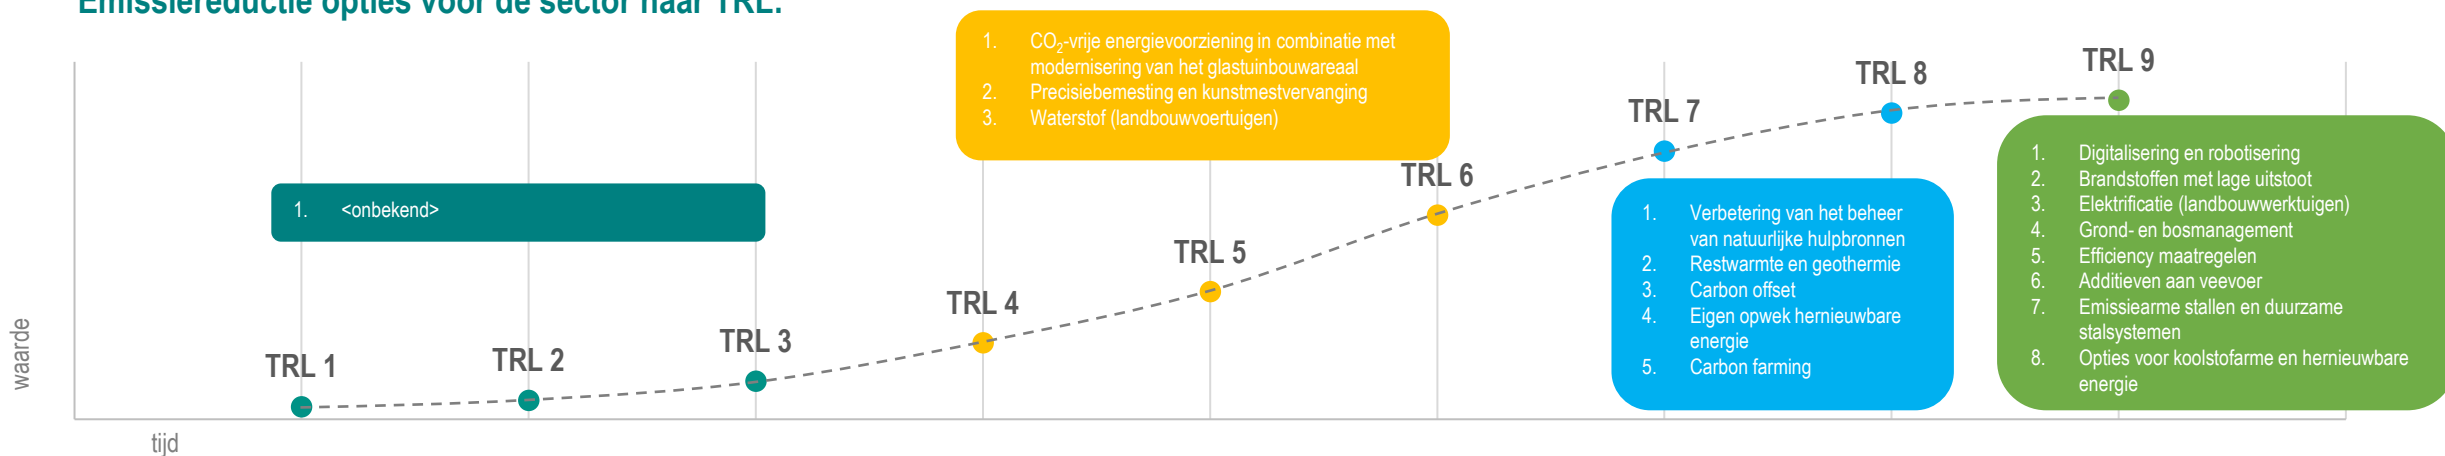 Emissiereductie opties voor de sector naar TRL:
1. CO₂-vrije energievoorziening in combinatie met
modernisering van het glastuinbouwareaal
2. Precisiebemesting en kunstmestvervanging
3. Waterstof (landbouwvoertuigen)
1. <onbekend>
TRL 1
TRL 2
TRL 3
TRL 4
TRL 5
TRL 6
TRL 7
TRL 8
TRL 9
1. Verbetering van het beheer
van natuurlijke hulpbronnen
2. Restwarmte en geothermie
3. Carbon offset
4. Eigen opwek hernieuwbare
energie
5. Carbon farming
1. Digitalisering en robotisering
2. Brandstoffen met lage uitstoot
3. Elektrificatie (landbouwwerktuigen)
4. Grond- en bosmanagement
5. Efficiency maatregelen
6. Additieven aan veevoer
7. Emissiearme stallen en duurzame
stalsystemen
8. Opties voor koolstofarme en hernieuwbare
energie
waarde
tijd